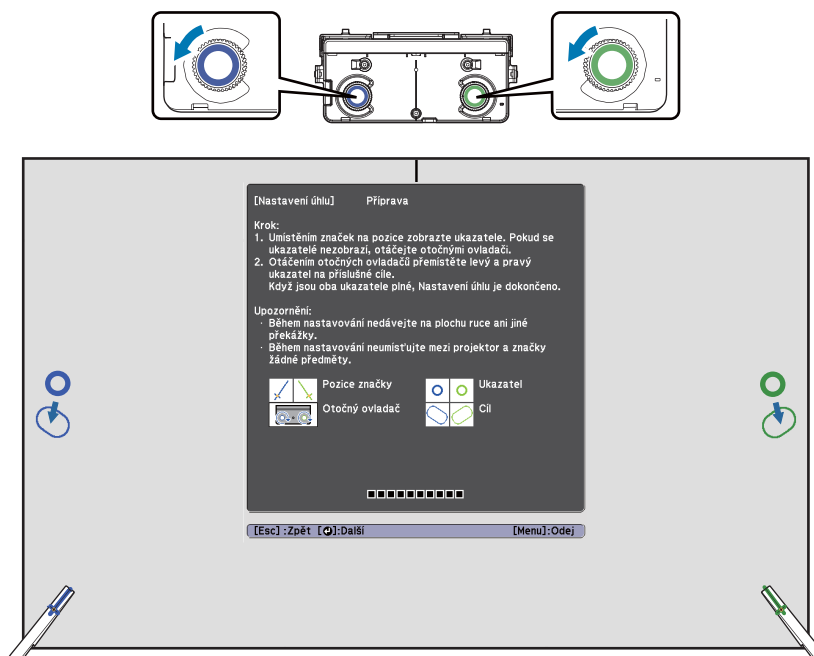 [Nastavení úhlu] Příprava
Krok:
1. Umístěním značek na pozice zobrazte ukazatele. Pokud se
ukazatelé nezobrazí, otáčejte otočnými ovladači.
2. Otáčením otočných ovladačů přemístěte levý a pravý
ukazatel na příslušné cíle.
Když jsou oba ukazatele plné, Nastavení úhlu je dokončeno.
Upozornění:
· Během nastavování nedávejte na plochu ruce ani jiné
překážky.
· Během nastavování neumísťujte mezi projektor a značky
žádné předměty.
Pozice značky
Ukazatel
Otočný ovladač
Cíl
[Esc] :Zpět [⏎]:Další [Menu]:Odej